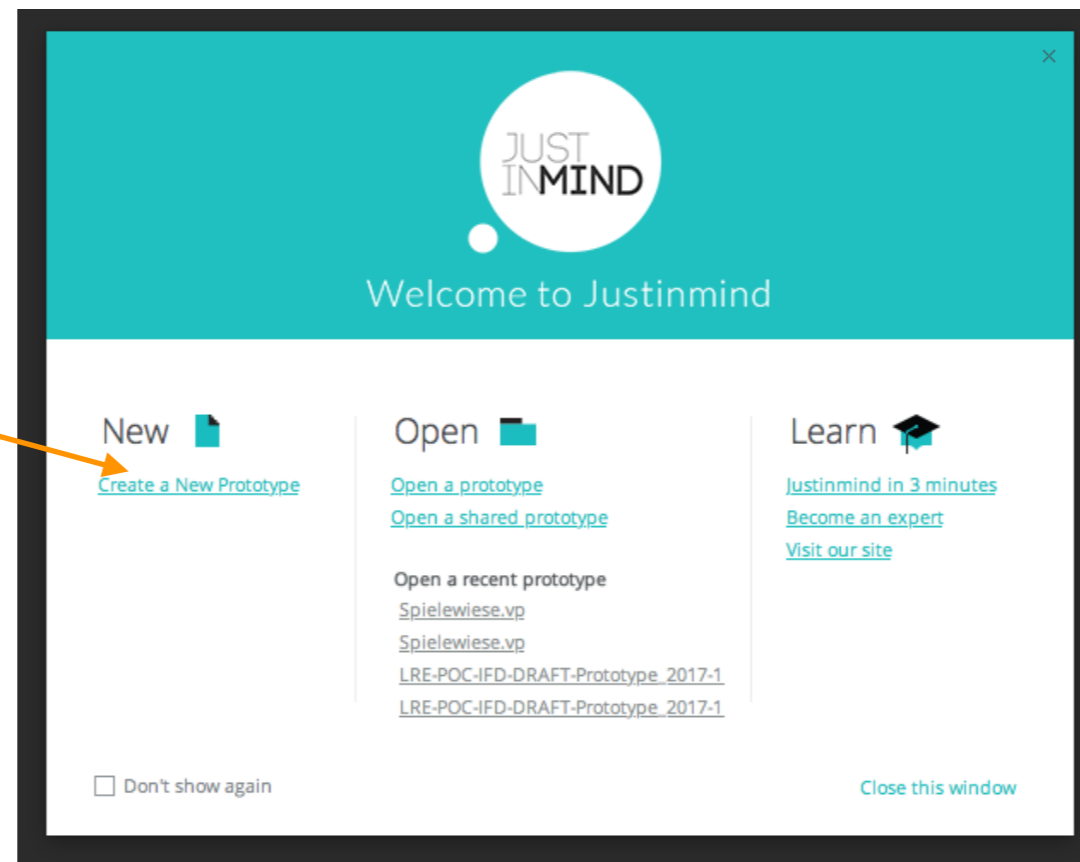 JUST
INMIND
Welcome to Justinmind
New
Create a New Prototype
Open
Open a prototype
Open a shared prototype
Open a recent prototype
Spielewiese.vp
Spielewiese.vp
LRE-POC-IFD-DRAFT-Prototype_2017-1
LRE-POC-IFD-DRAFT-Prototype_2017-1
Learn
Justinmind in 3 minutes
Become an expert
Visit our site
Don't show again
Close this window